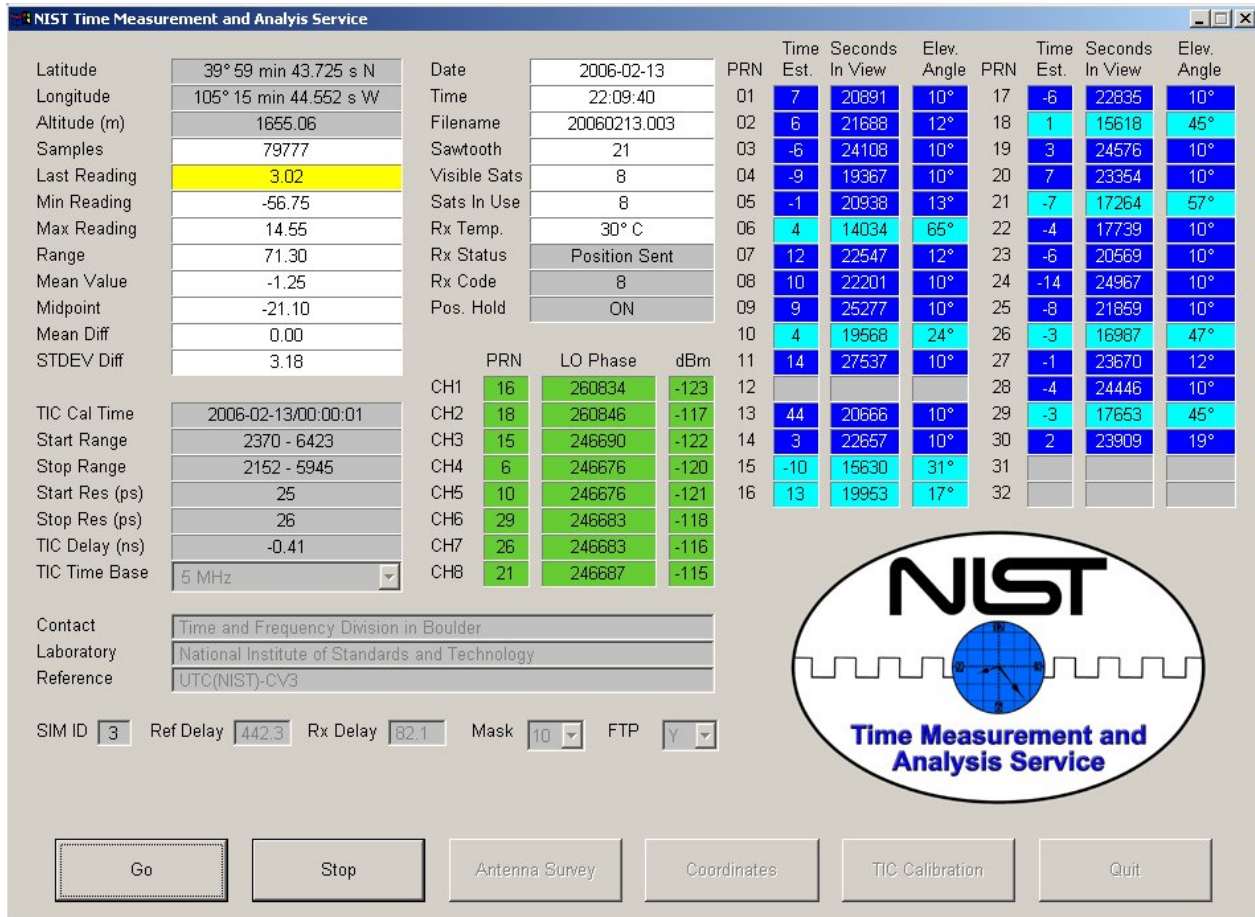 NIST Time Measurement and Analyis Service
Latitude 39° 59 min 43.725 s N
Longitude 105° 15 min 44.552 s W
Altitude (m) 1655.06
Samples 79777
Last Reading 3.02
Min Reading -56.75
Max Reading 14.55
Range 71.30
Mean Value -1.25
Midpoint -21.10
Mean Diff 0.00
STDEV Diff 3.18
TIC Cal Time 2006-02-13/00:00:01
Start Range 2370 - 6423
Stop Range 2152 - 5945
Start Res (ps) 25
Stop Res (ps) 26
TIC Delay (ns) -0.41
TIC Time Base 5 MHz
Date 2006-02-13
Time 22:09:40
Filename 20060213.003
Sawtooth 21
Visible Sats 8
Sats In Use 8
Rx Temp. 30° C
Rx Status Position Sent
Rx Code 8
Pos. Hold ON
PRN LO Phase dBm
CH1 16 260834 -123
CH2 18 260846 -117
CH3 15 246690 -122
CH4 6 246676 -120
CH5 10 246676 -121
CH6 29 246683 -118
CH7 26 246683 -116
CH8 21 246687 -115
Time Seconds Elev.
PRN Est. In View Angle
01 7 20891 10°
02 6 21688 12°
03 -6 24108 10°
04 -9 19367 10°
05 -1 20938 13°
06 4 14034 65°
07 12 22547 12°
08 10 22201 10°
09 9 25277 10°
10 4 19568 24°
11 14 27537 10°
12
13 44 20666 10°
14 3 22657 10°
15 -10 15630 31°
16 13 19953 17°
Time Seconds Elev.
PRN Est. In View Angle
17 -6 22835 10°
18 1 15618 45°
19 3 24576 10°
20 7 23354 10°
21 -7 17264 57°
22 -4 17739 10°
23 -6 20569 10°
24 -14 24967 10°
25 -8 21859 10°
26 -3 16987 47°
27 -1 23670 12°
28 -4 24446 10°
29 -3 17653 45°
30 2 23909 19°
31
32
Contact Time and Frequency Division in Boulder
Laboratory National Institute of Standards and Technology
Reference UTC(NIST)-CV3
SIM ID 3 Ref Delay 442.3 Rx Delay 82.1 Mask 10 FTP Y
NIST
Time Measurement and
Analysis Service
Go Stop Antenna Survey Coordinates TIC Calibration Quit